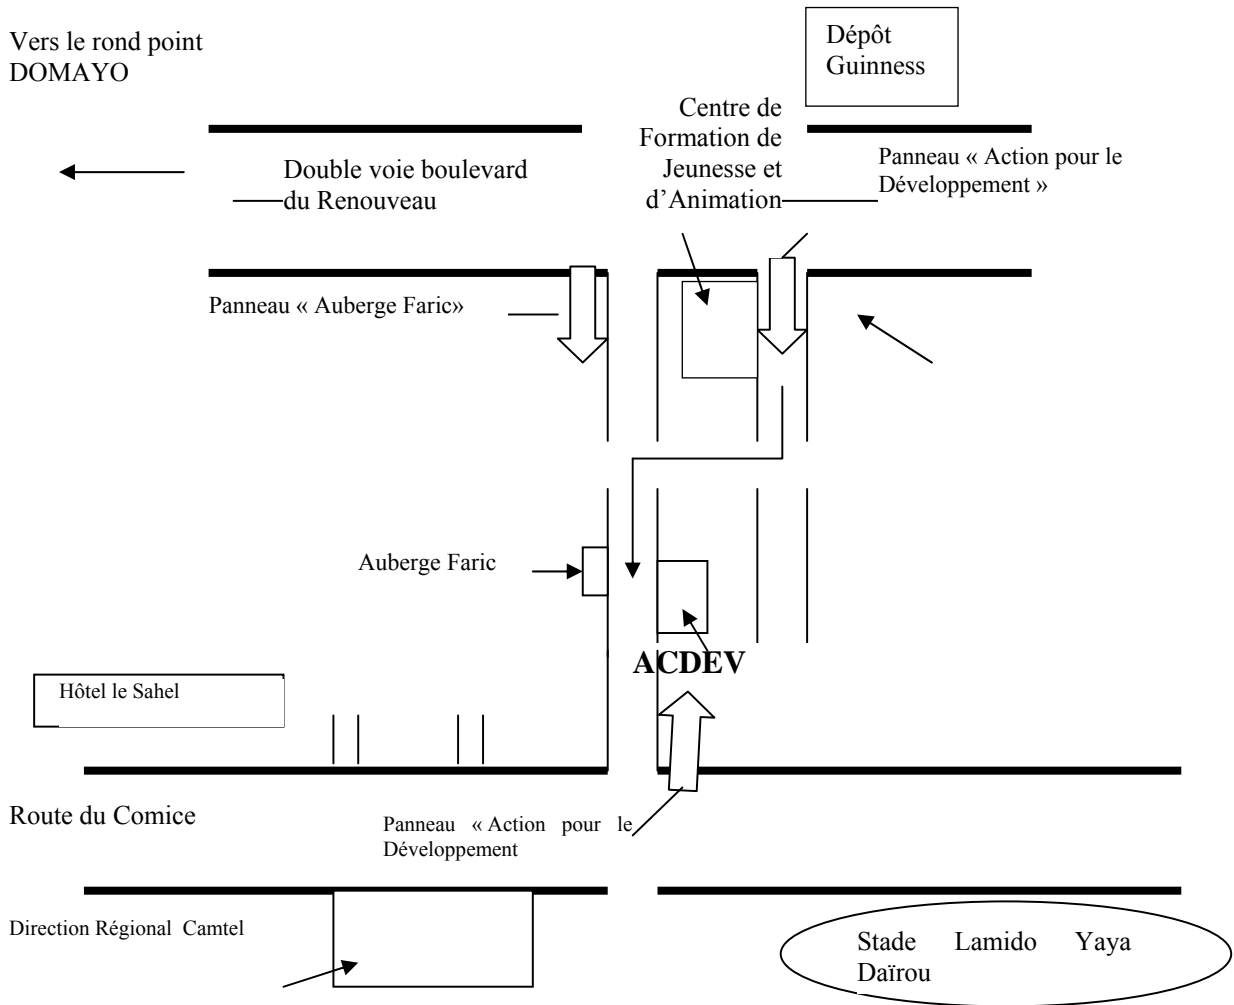 Vers le rond point
DOMAYO
Dépôt
Guinness
Centre de
Formation de
Jeunesse et
d’Animation
Double voie boulevard
du Renouveau
Panneau « Action pour le
Développement »
Panneau « Auberge Faric»
Auberge Faric
ACDEV
Hôtel le Sahel
Route du Comice
Panneau « Action pour le
Développement
Direction Régional Camtel
Stade Lamido Yaya
Daïrou